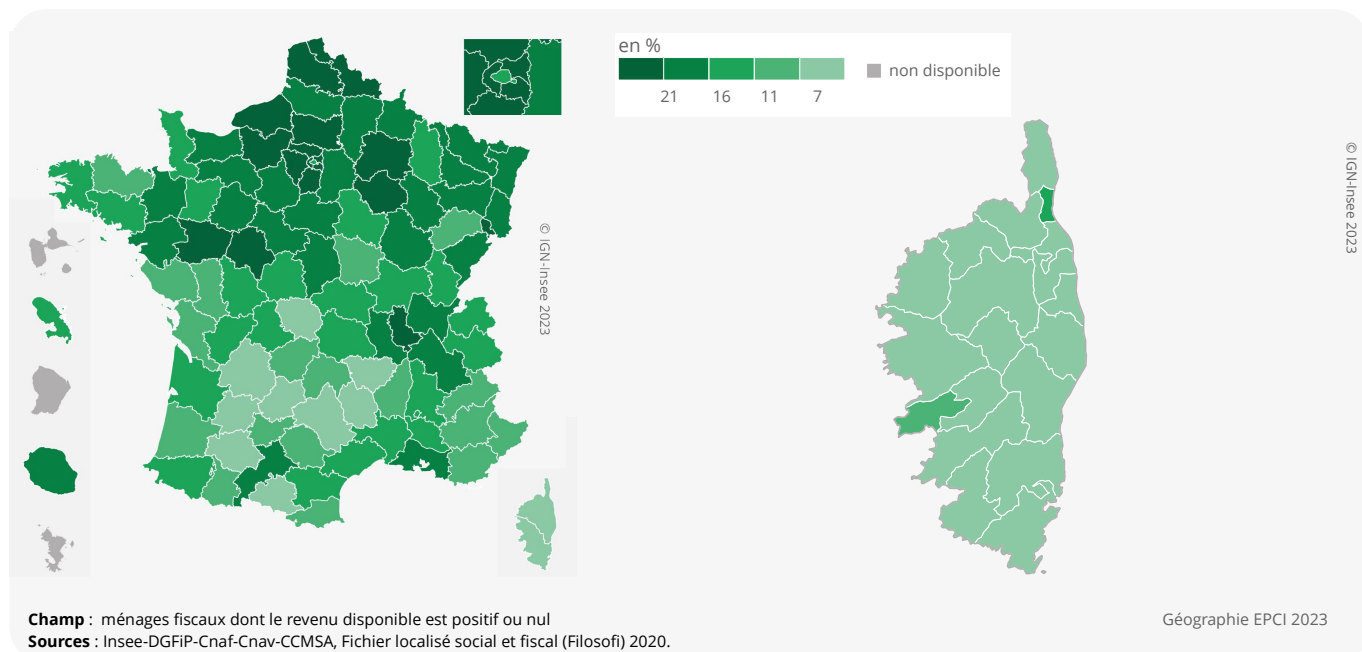 en %
21 16 11 7
non disponible
© IGN-Insee 2023
© IGN-Insee 2023
Champ : ménages fiscaux dont le revenu disponible est positif ou nul
Sources : Insee-DGFiP-Cnaf-Cnav-CCMSA, Fichier localisé social et fiscal (Filosofi) 2020.
Géographie EPCI 2023